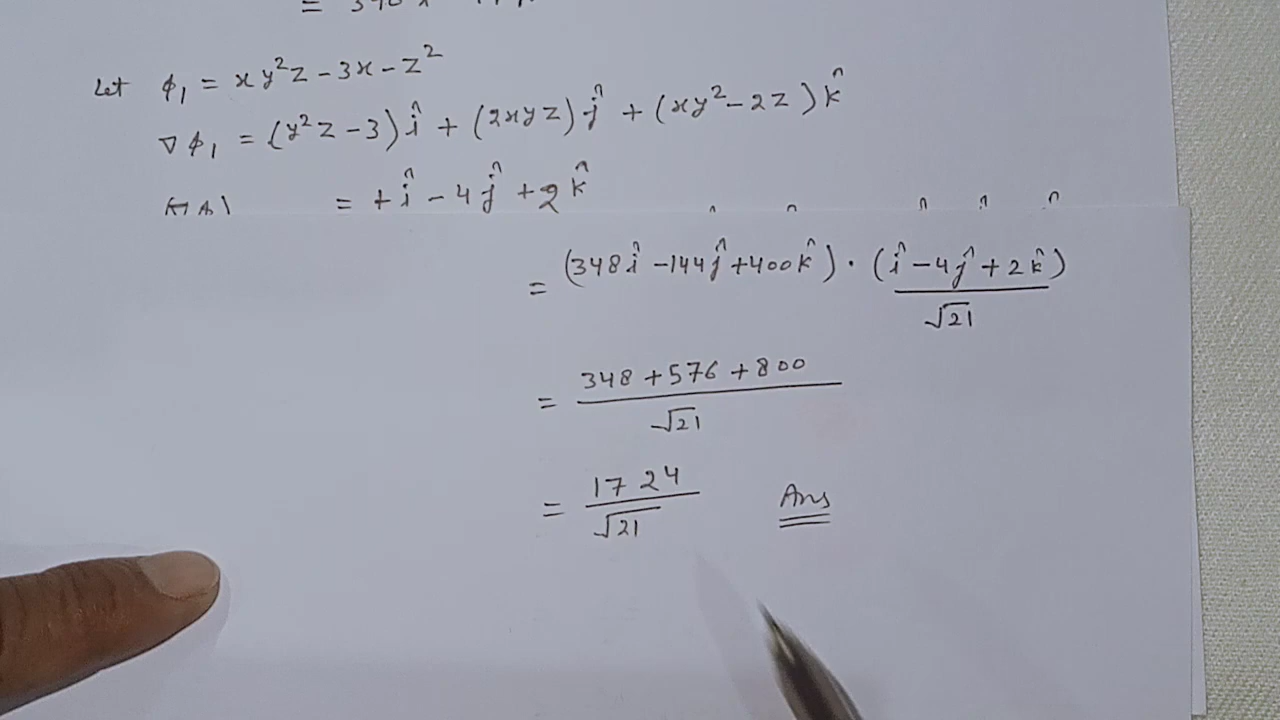 Let φ₁ = xy²z – 3x – z²
∇φ₁ = (y²z – 3) î + (2xyz) ĵ + (xy² – 2z) k̂
= + î – 4 ĵ + 2 k̂
= (348 î – 144 ĵ + 400 k̂) · (î – 4 ĵ + 2 k̂) / √21
= 348 + 576 + 800 / √21
= 1724 / √21 Ans